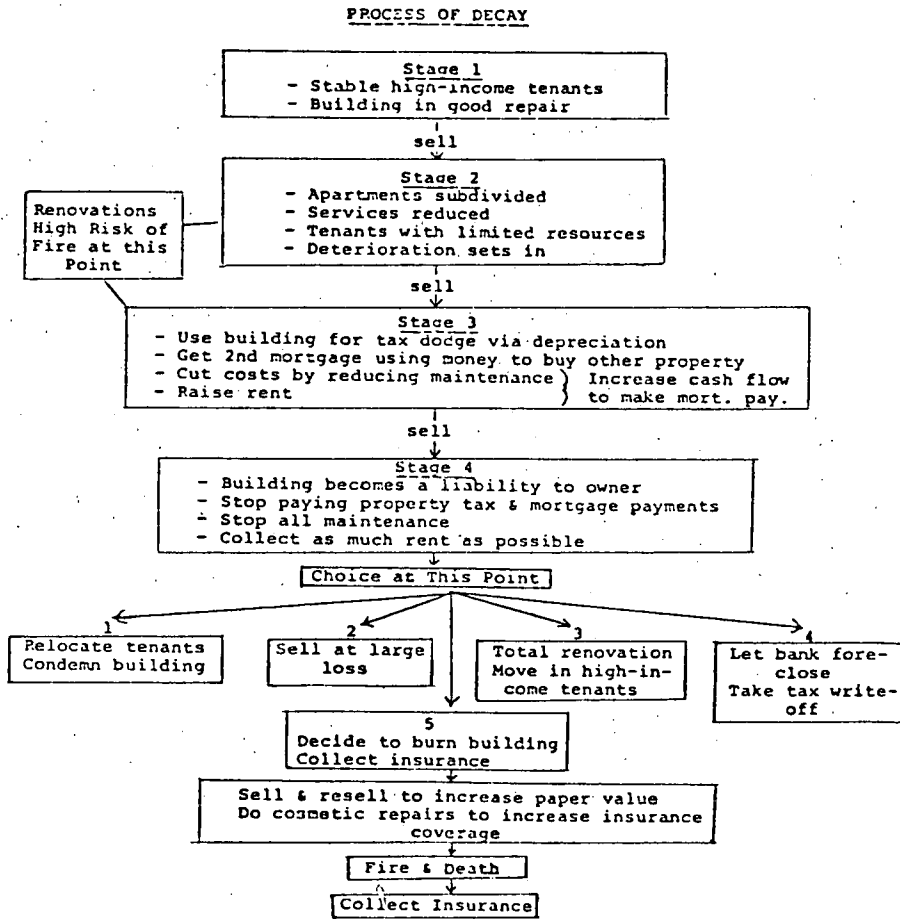 PROCESS OF DECAY
Stage 1
- Stable high-income tenants
- Building in good repair
sell
Stage 2
- Apartments subdivided
- Services reduced
- Tenants with limited resources
- Deterioration sets in
Renovations
High Risk of
Fire at this
Point
sell
Stage 3
- Use building for tax dodge via depreciation
- Get 2nd mortgage using money to buy other property
- Cut costs by reducing maintenance } Increase cash flow
- Raise rent } to make mort. pay.
sell
Stage 4
- Building becomes a liability to owner
- Stop paying property tax & mortgage payments
- Stop all maintenance
- Collect as much rent as possible
Choice at This Point
1
Relocate tenants
Condemn building
2
Sell at large
loss
3
Total renovation
Move in high-in-
come tenants
4
Let bank fore-
close
Take tax write-
off
5
Decide to burn building
Collect insurance
Sell & resell to increase paper value
Do cosmetic repairs to increase insurance
coverage
Fire & Death
Collect Insurance